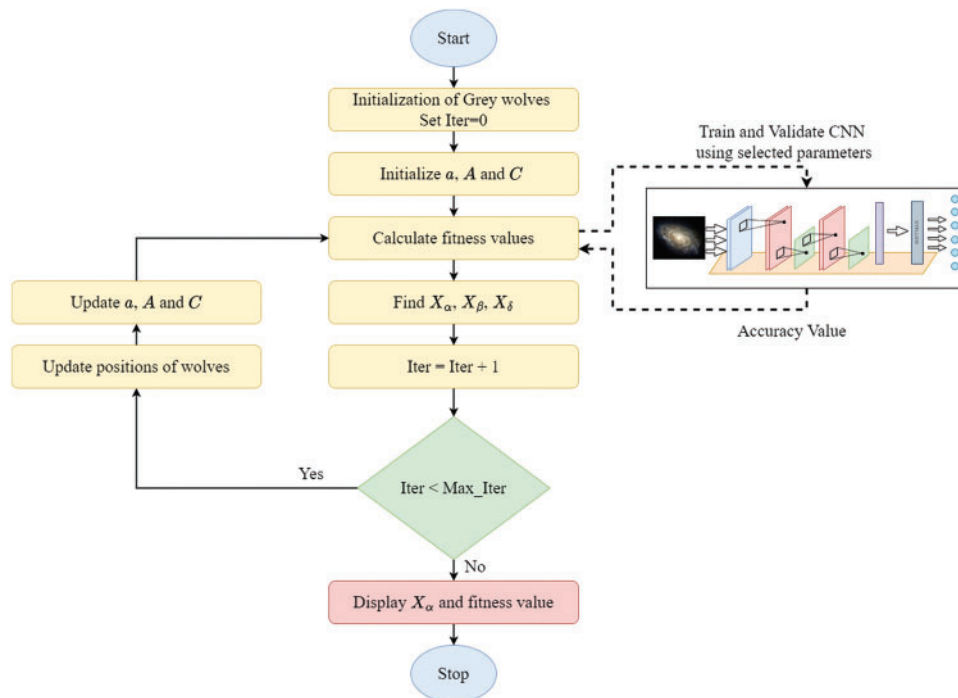 Start
Initialization of Grey wolves
Set Iter=0
Initialize a, A and C
Calculate fitness values
Find Xα, Xβ, Xδ
Iter = Iter + 1
Iter < Max_Iter
Yes
Update positions of wolves
Update a, A and C
No
Display Xα and fitness value
Stop
Train and Validate CNN
using selected parameters
Accuracy Value